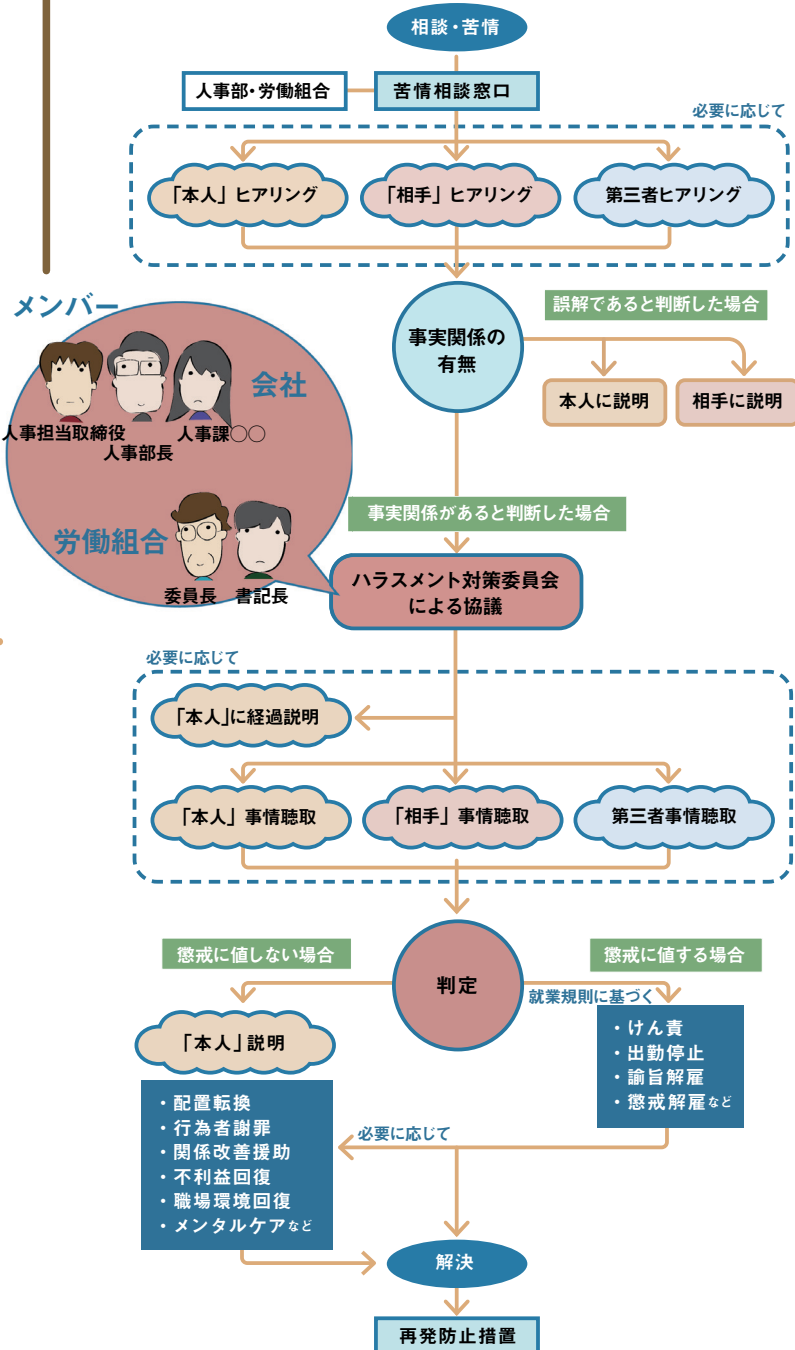 相談・苦情
人事部・労働組合
苦情相談窓口
必要に応じて
「本人」ヒアリング
「相手」ヒアリング
第三者ヒアリング
メンバー
事実関係の
有無
誤解であると判断した場合
本人に説明
相手に説明
会社
人事担当取締役
人事部長
人事課○○
労働組合
委員長
書記長
事実関係があると判断した場合
ハラスメント対策委員会
による協議
必要に応じて
「本人」に経過説明
「本人」事情聴取
「相手」事情聴取
第三者事情聴取
懲戒に値しない場合
判定
懲戒に値する場合
就業規則に基づく
「本人」説明
・けん責
・出勤停止
・諭旨解雇
・懲戒解雇など
・配置転換
・行為者謝罪
・関係改善援助
・不利益回復
・職場環境回復
・メンタルケアなど
必要に応じて
解決
再発防止措置